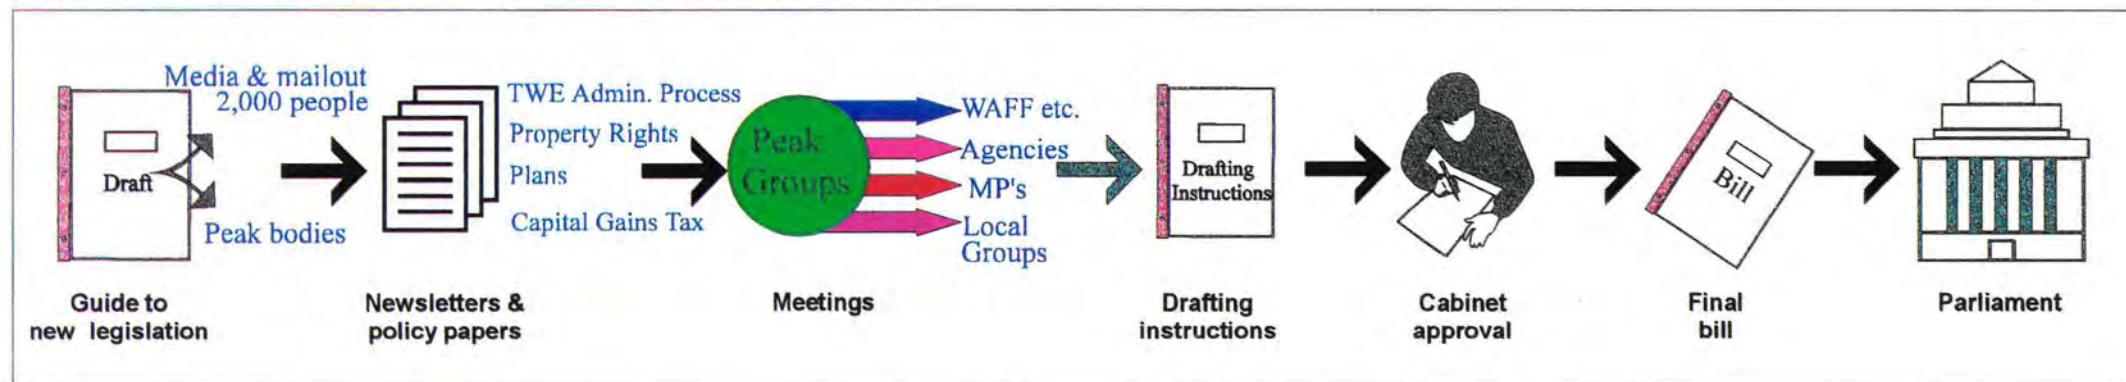 Media & mailout
2,000 people
Draft
Peak bodies
Guide to
new legislation
TWE Admin. Process
Property Rights
Plans
Capital Gains Tax
Newsletters &
policy papers
Peak
Groups
WAFF etc.
Agencies
MP's
Local
Groups
Meetings
Drafting
Instructions
Drafting
instructions
Cabinet
approval
Bill
Final
bill
Parliament